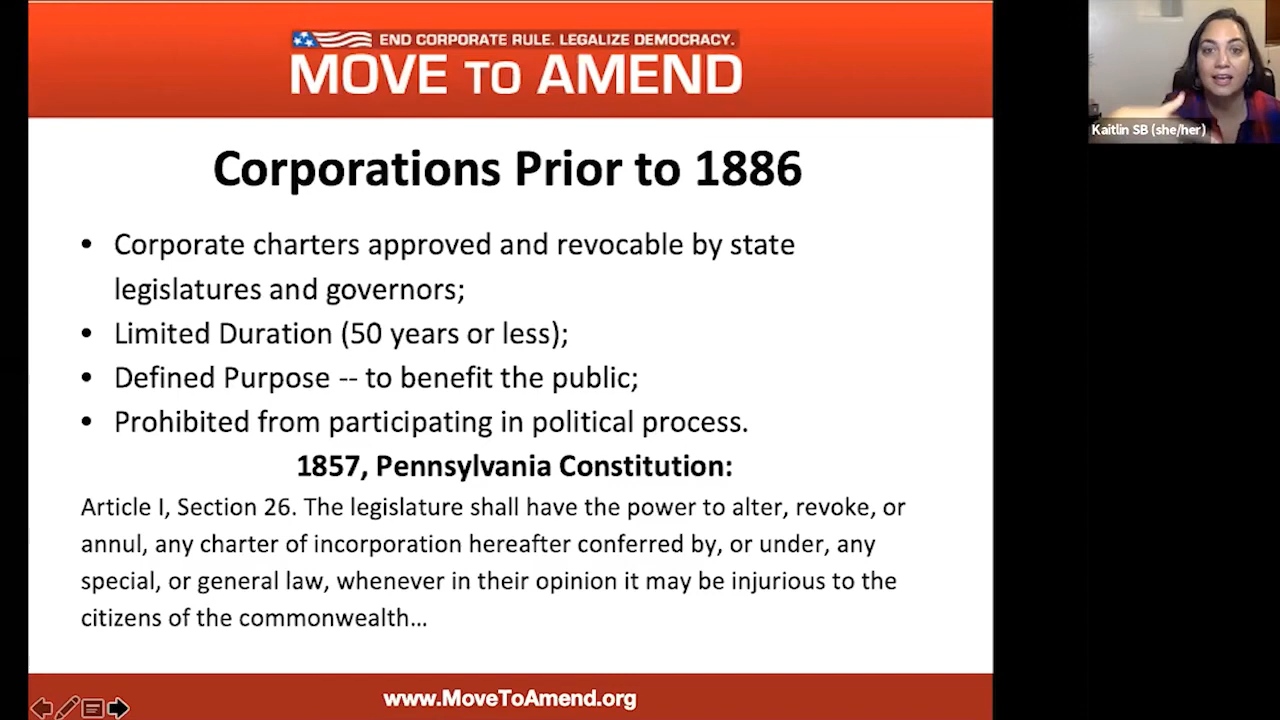 END CORPORATE RULE. LEGALIZE DEMOCRACY.
MOVE TO AMEND
Kaitlin SB (she/her)
Corporations Prior to 1886
• Corporate charters approved and revocable by state
legislatures and governors;
• Limited Duration (50 years or less);
• Defined Purpose -- to benefit the public;
• Prohibited from participating in political process.
1857, Pennsylvania Constitution:
Article I, Section 26. The legislature shall have the power to alter, revoke, or
annul, any charter of incorporation hereafter conferred by, or under, any
special, or general law, whenever in their opinion it may be injurious to the
citizens of the commonwealth…
www.MoveToAmend.org